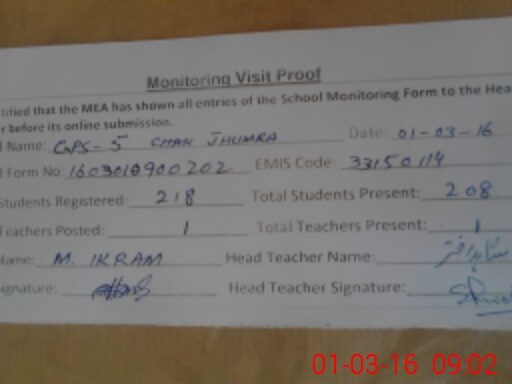 Monitoring Visit Proof
tified that the MEA has shown all entries of the School Monitoring Form to the Hea
r before its online submission.
l Name: GPS-5 CHAK JHUMRA Date: 01-03-16
l Form No: 1603010900202 EMIS Code: 33150114
Students Registered: 218 Total Students Present: 208
Teachers Posted: 1 Total Teachers Present: 1
Name: M. IKRAM Head Teacher Name:
ignature: Head Teacher Signature:
01-03-16 09:02